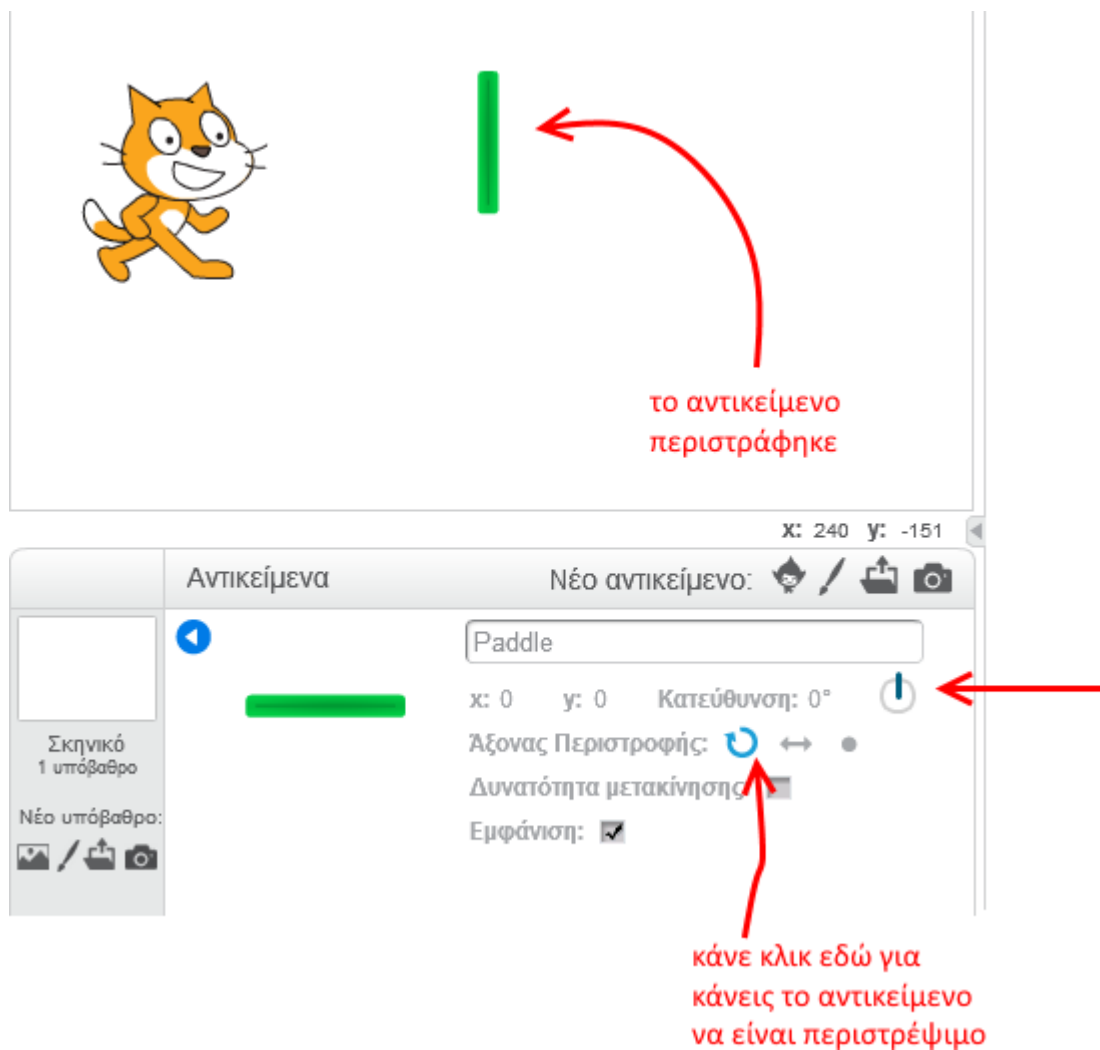 το αντικείμενο
περιστράφηκε
x: 240 y: -151
Αντικείμενα
Νέο αντικείμενο:
Paddle
x: 0 y: 0 Κατεύθυνση: 0°
Άξονας Περιστροφής:
Δυνατότητα μετακίνησης
Εμφάνιση:
Σκηνικό
1 υπόβαθρο
Νέο υπόβαθρο:
κάνε κλικ εδώ για
κάνεις το αντικείμενο
να είναι περιστρέψιμο